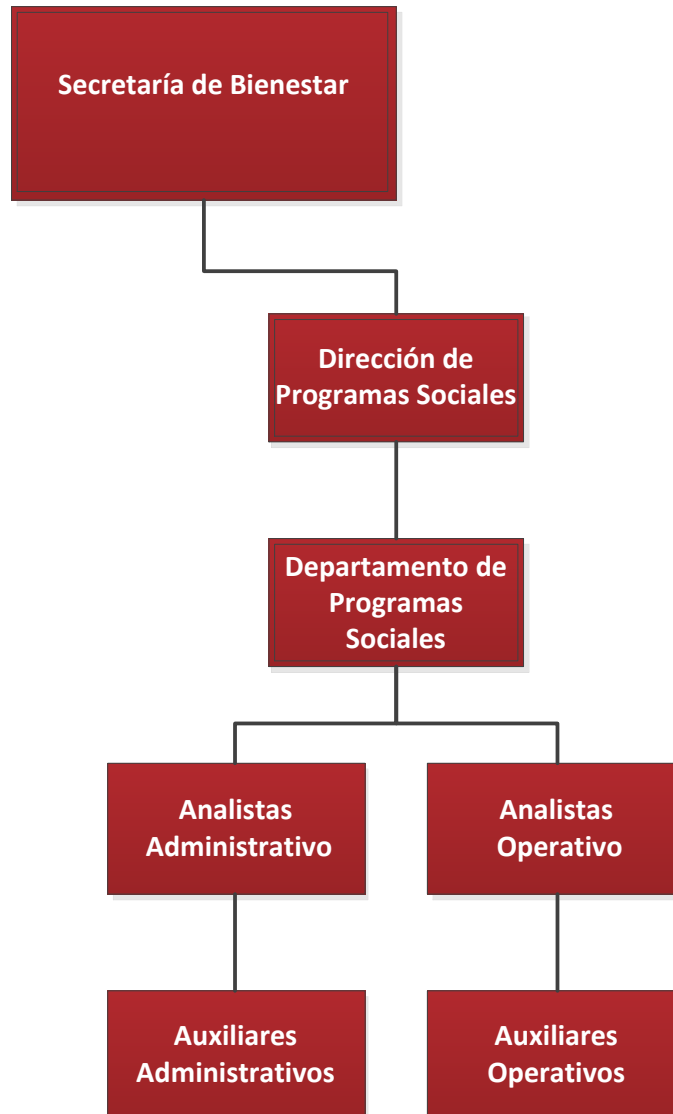 Secretaría de Bienestar
Dirección de
Programas Sociales
Departamento de
Programas
Sociales
Analistas
Administrativo
Analistas
Operativo
Auxiliares
Administrativos
Auxiliares
Operativos